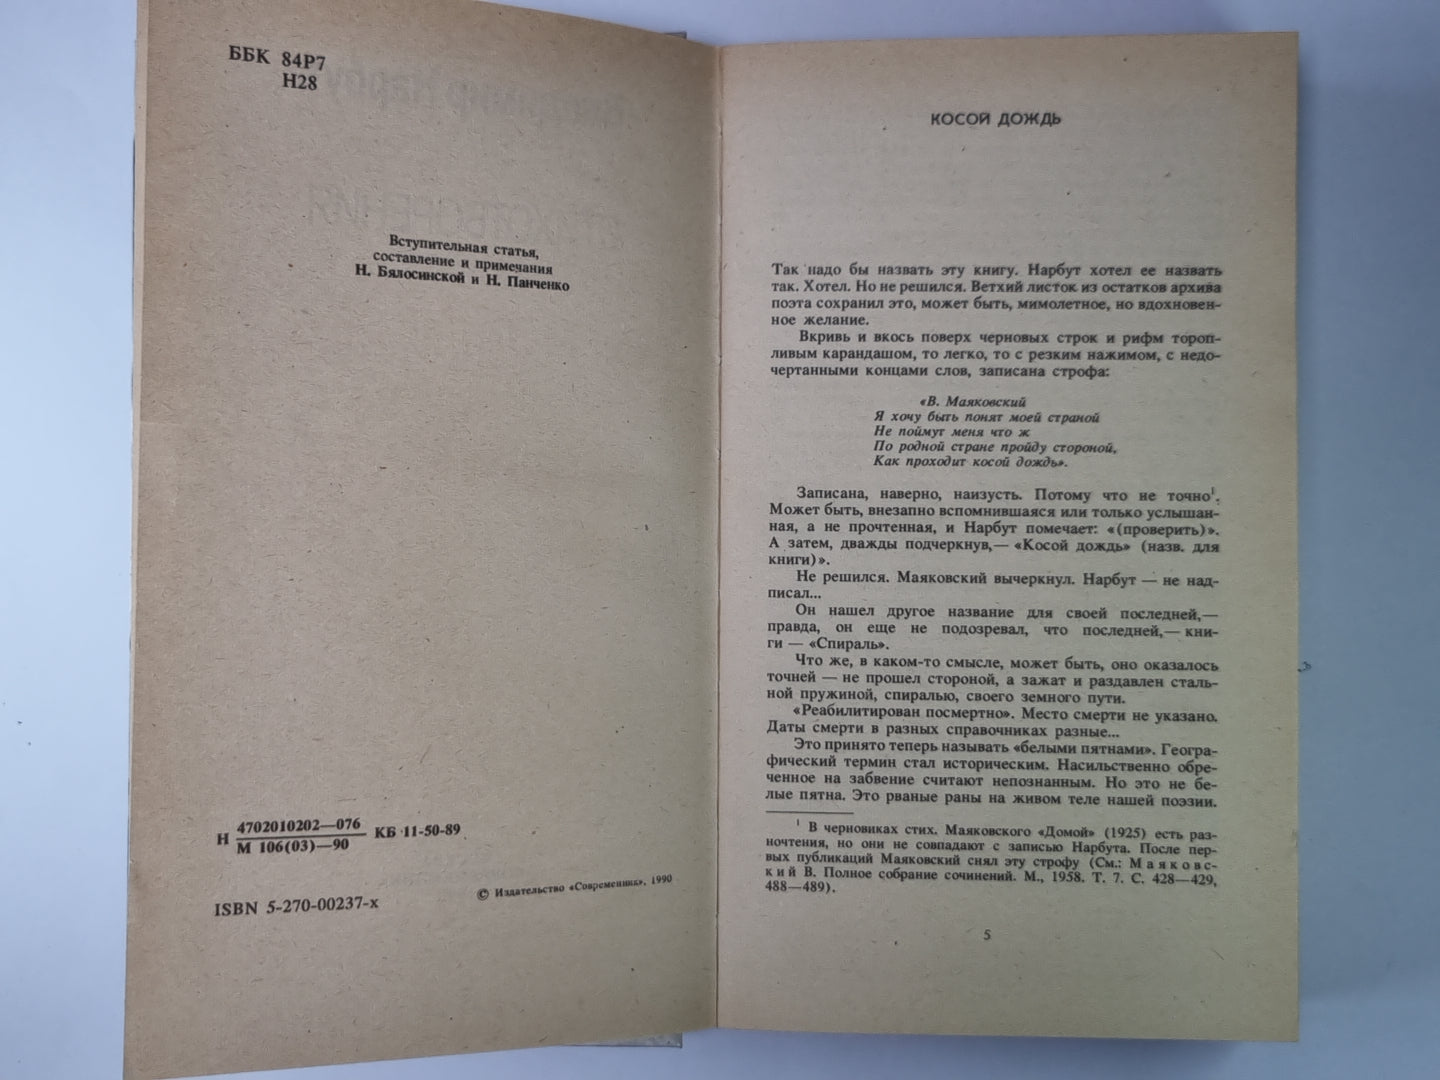 ББК 84Р7
Н28
Вступительная статья,
составление и примечания
Н. Бялосинской и Н. Панченко
Н 4702010202—076 КБ 11-50-89
М 106(03)—90
ISBN 5-270-00237-х
© Издательство «Современник», 1990
КОСОЙ ДОЖДЬ
Так надо бы назвать эту книгу. Нарбут хотел ее назвать
так. Хотел. Но не решился. Ветхий листок из остатков архива
поэта сохранил это, может быть, мимолетное, но вдохновен-
ное желание.
Вкривь и вкось поверх черновых строк и рифм тороп-
ливым карандашом, то легко, то с резким нажимом, с недо-
чертанными концами слов, записана строфа:
«В. Маяковский
Я хочу быть понят моей страной
Не поймут меня что ж
По родной стране пройду стороной,
Как проходит косой дождь».
Записана, наверно, наизусть. Потому что не точно¹.
Может быть, внезапно вспомнившаяся или только услышан-
ная, а не прочтенная, и Нарбут помечает: «(проверить)».
А затем, дважды подчеркнув,— «Косой дождь» (назв. для
книги)».
Не решился. Маяковский вычеркнул. Нарбут — не над-
писал...
Он нашел другое название для своей последней,—
правда, он еще не подозревал, что последней,— кни-
ги — «Спираль».
Что же, в каком-то смысле, может быть, оно оказалось
точней — не прошел стороной, а зажат и раздавлен сталь-
ной пружиной, спиралью, своего земного пути.
«Реабилитирован посмертно». Место смерти не указано.
Даты смерти в разных справочниках разные...
Это принято теперь называть «белыми пятнами». Геогра-
фический термин стал историческим. Насильственно обре-
ченное на забвение считают непознанным. Но это не бе-
лые пятна. Это рваные раны на живом теле нашей поэзии.
¹ В черновиках стих. Маяковского «Домой» (1925) есть раз-
ночтения, но они не совпадают с записью Нарбута. После пер-
вых публикаций Маяковский снял эту строфу (См.: Маяковс-
кий В. Полное собрание сочинений. М., 1958. Т. 7. С. 428—429,
488—489).
5